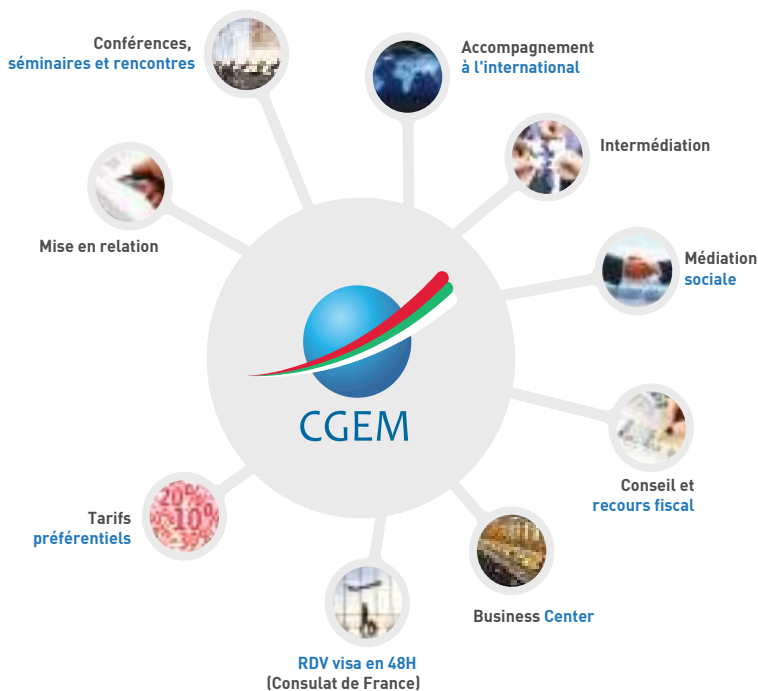 Conférences,
séminaires et rencontres
Accompagnement
à l'international
Intermédiation
Mise en relation
Médiation
sociale
CGEM
Conseil et
recours fiscal
20%
10%
Tarifs
préférentiels
Business Center
RDV visa en 48H
(Consulat de France)